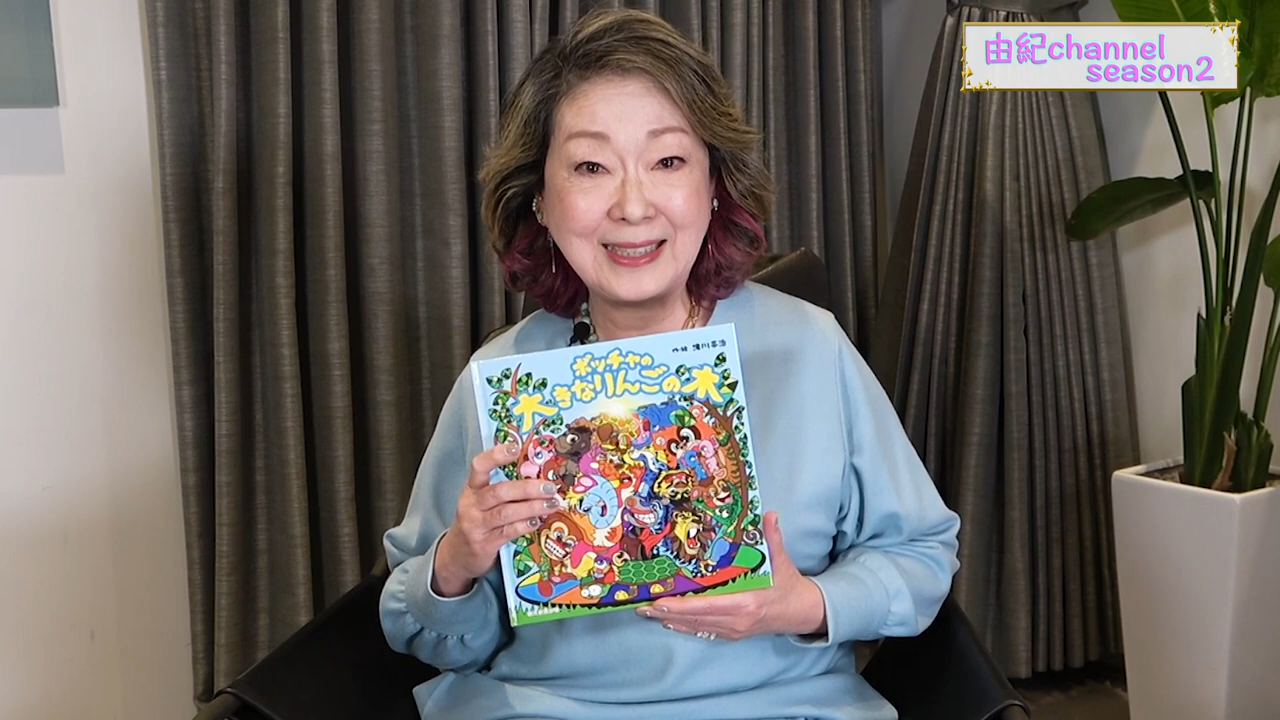 由紀channel
season2
ボッチャの
大きなりんごの木